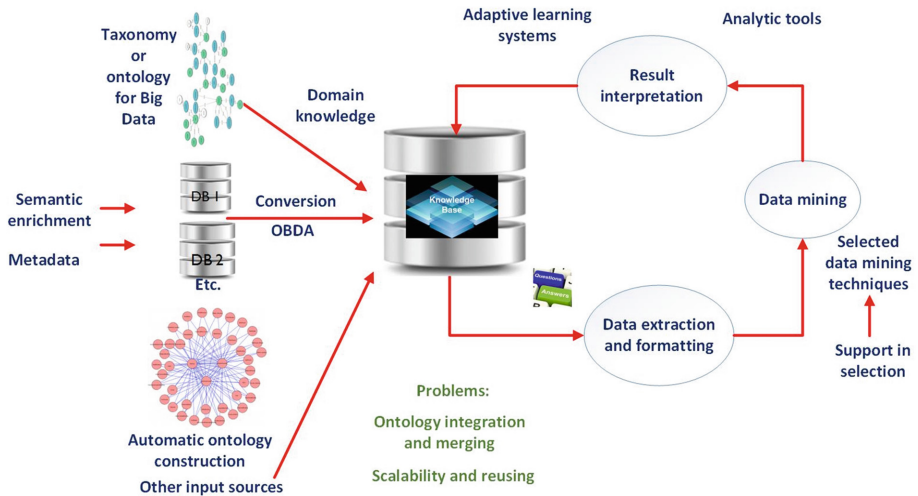 Taxonomy
or
ontology
for Big
Data
Adaptive learning
systems
Analytic tools
Result
interpretation
Domain
knowledge
Semantic
enrichment
Metadata
DB 1
DB 2
Etc.
Conversion
OBDA
Knowledge
Base
Data mining
Selected
data mining
techniques
Support in
selection
Questions
Answers
Data extraction
and formatting
Automatic ontology
construction
Other input sources
Problems:
Ontology integration
and merging
Scalability and reusing